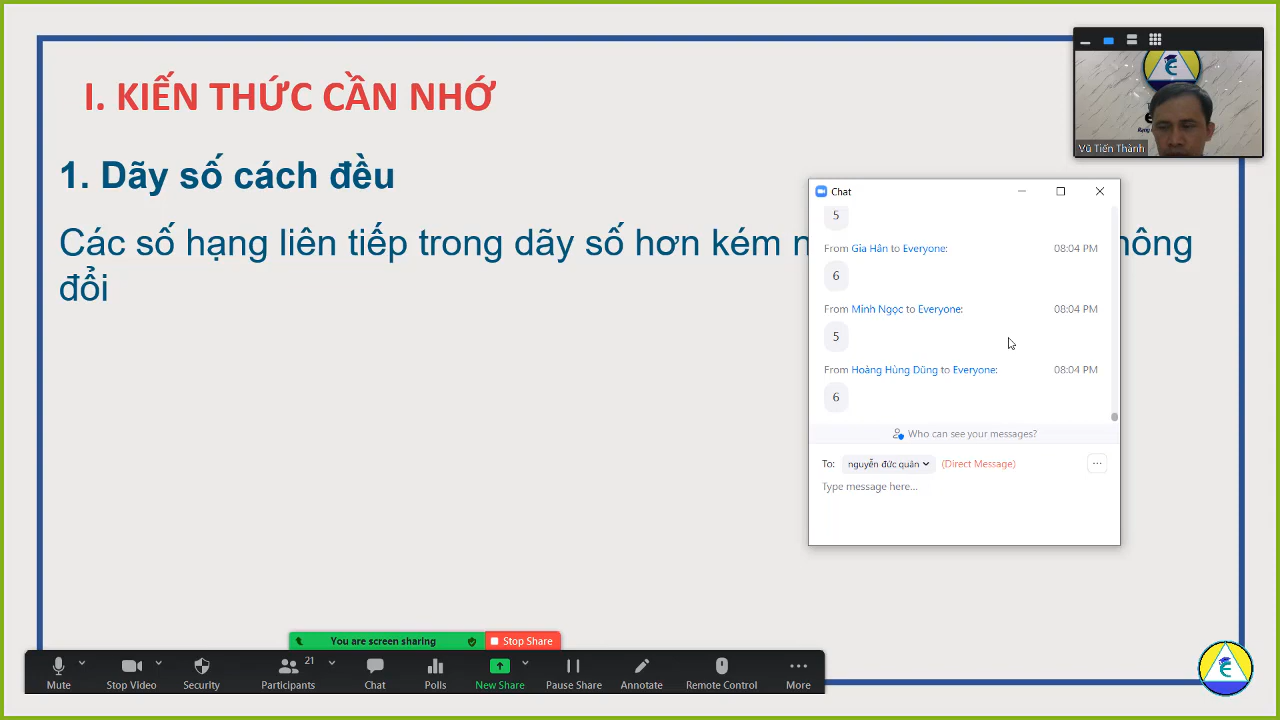 I. KIẾN THỨC CẦN NHỚ
1. Dãy số cách đều
Các số hạng liên tiếp trong dãy số hơn kém
đổi
Vũ Tiến Thành
Chat
5
From Gia Hân to Everyone: 08:04 PM
6
From Minh Ngọc to Everyone: 08:04 PM
5
From Hoàng Hùng Dũng to Everyone: 08:04 PM
6
Who can see your messages?
To: nguyễn đức quân (Direct Message)
Type message here...
You are screen sharing Stop Share
21
Mute Stop Video Security Participants Chat Polls New Share Pause Share Annotate Remote Control More